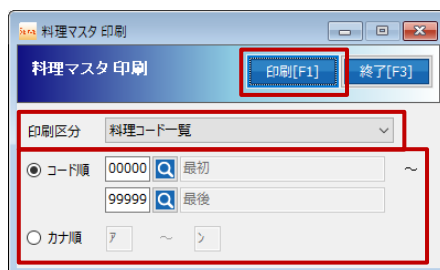 料理マスタ 印刷
料理マスタ 印刷 印刷[F1] 終了[F3]
印刷区分 料理コード一覧
コード順 00000 最初 ～
99999 最後
カナ順 ア ～ ン